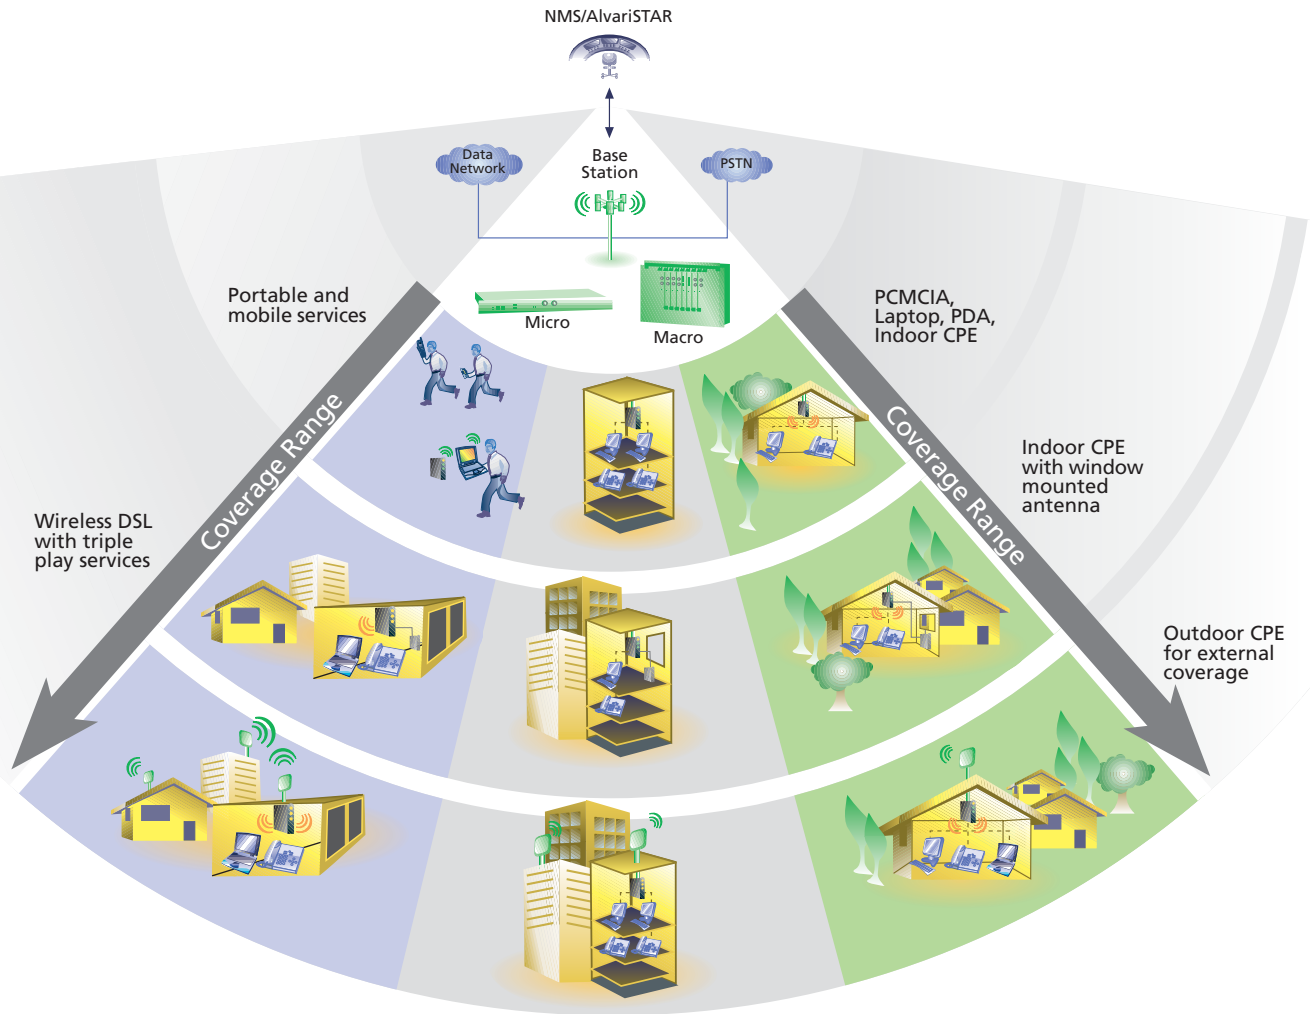 NMS/AlvariSTAR
Data
Network
Base
Station
PSTN
Micro
Macro
Portable and
mobile services
PCMCIA,
Laptop, PDA,
Indoor CPE
Coverage Range
Coverage Range
Indoor CPE
with window
mounted
antenna
Wireless DSL
with triple
play services
Outdoor CPE
for external
coverage